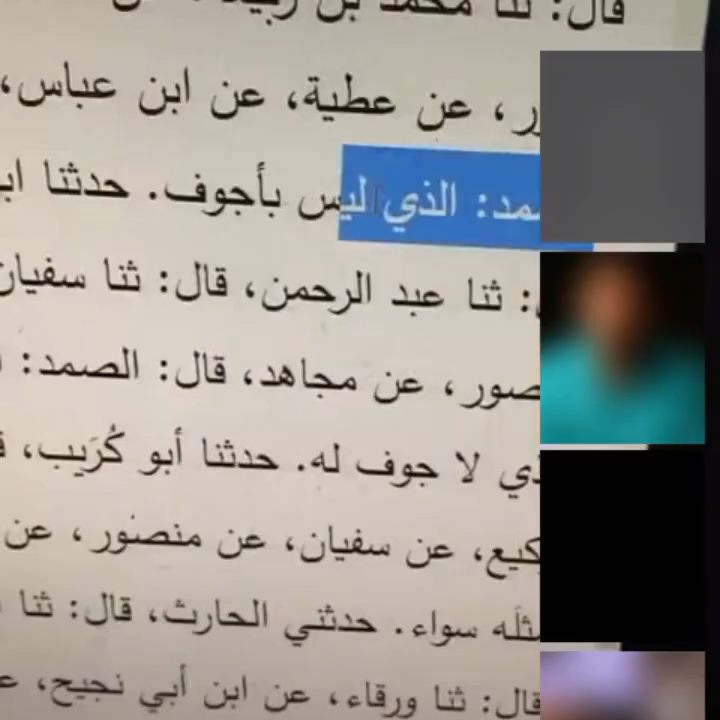 قال: ثنا محمد بن
ر، عن عطية، عن ابن عباس،
مد: الذي ليس بأجوف. حدثنا اب
: ثنا عبد الرحمن، قال: ثنا سفيان
صور، عن مجاهد، قال: الصمد:
ذي لا جوف له. حدثنا أبو كُرَيب، ق
كيع، عن سفيان، عن منصور، عن
مثلَه سواء. حدثني الحارث، قال: ثنا
قال: ثنا ورقاء، عن ابن أبي نجيح، ع